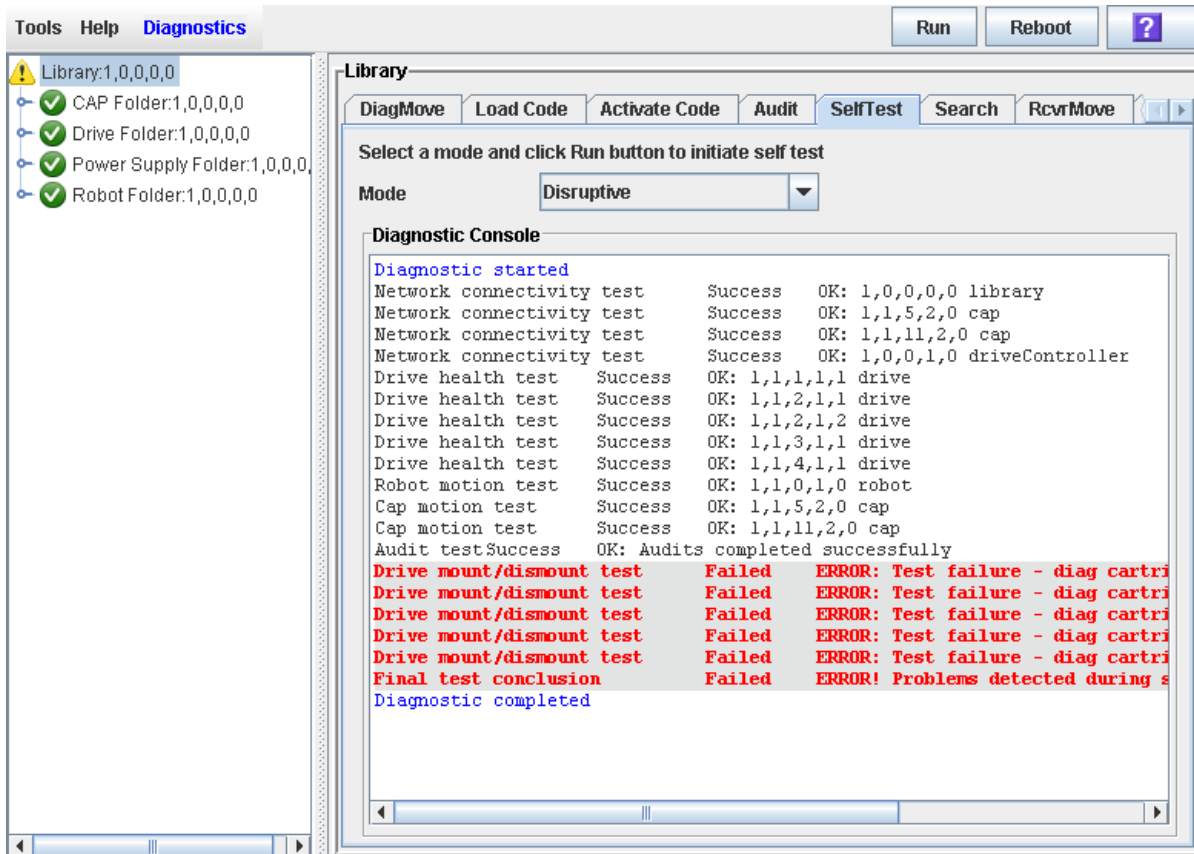 Tools Help Diagnostics Run Reboot ?
Library:1,0,0,0,0
CAP Folder:1,0,0,0,0
Drive Folder:1,0,0,0,0
Power Supply Folder:1,0,0,0,
Robot Folder:1,0,0,0,0
Library
DiagMove Load Code Activate Code Audit SelfTest Search RcvrMove
Select a mode and click Run button to initiate self test
Mode Disruptive
Diagnostic Console
Diagnostic started
Network connectivity test Success OK: 1,0,0,0,0 library
Network connectivity test Success OK: 1,1,5,2,0 cap
Network connectivity test Success OK: 1,1,11,2,0 cap
Network connectivity test Success OK: 1,0,0,1,0 driveController
Drive health test Success OK: 1,1,1,1,1 drive
Drive health test Success OK: 1,1,2,1,1 drive
Drive health test Success OK: 1,1,2,1,2 drive
Drive health test Success OK: 1,1,3,1,1 drive
Drive health test Success OK: 1,1,4,1,1 drive
Robot motion test Success OK: 1,1,0,1,0 robot
Cap motion test Success OK: 1,1,5,2,0 cap
Cap motion test Success OK: 1,1,11,2,0 cap
Audit test Success OK: Audits completed successfully
Drive mount/dismount test Failed ERROR: Test failure - diag cartri
Drive mount/dismount test Failed ERROR: Test failure - diag cartri
Drive mount/dismount test Failed ERROR: Test failure - diag cartri
Drive mount/dismount test Failed ERROR: Test failure - diag cartri
Drive mount/dismount test Failed ERROR: Test failure - diag cartri
Final test conclusion Failed ERROR! Problems detected during s
Diagnostic completed